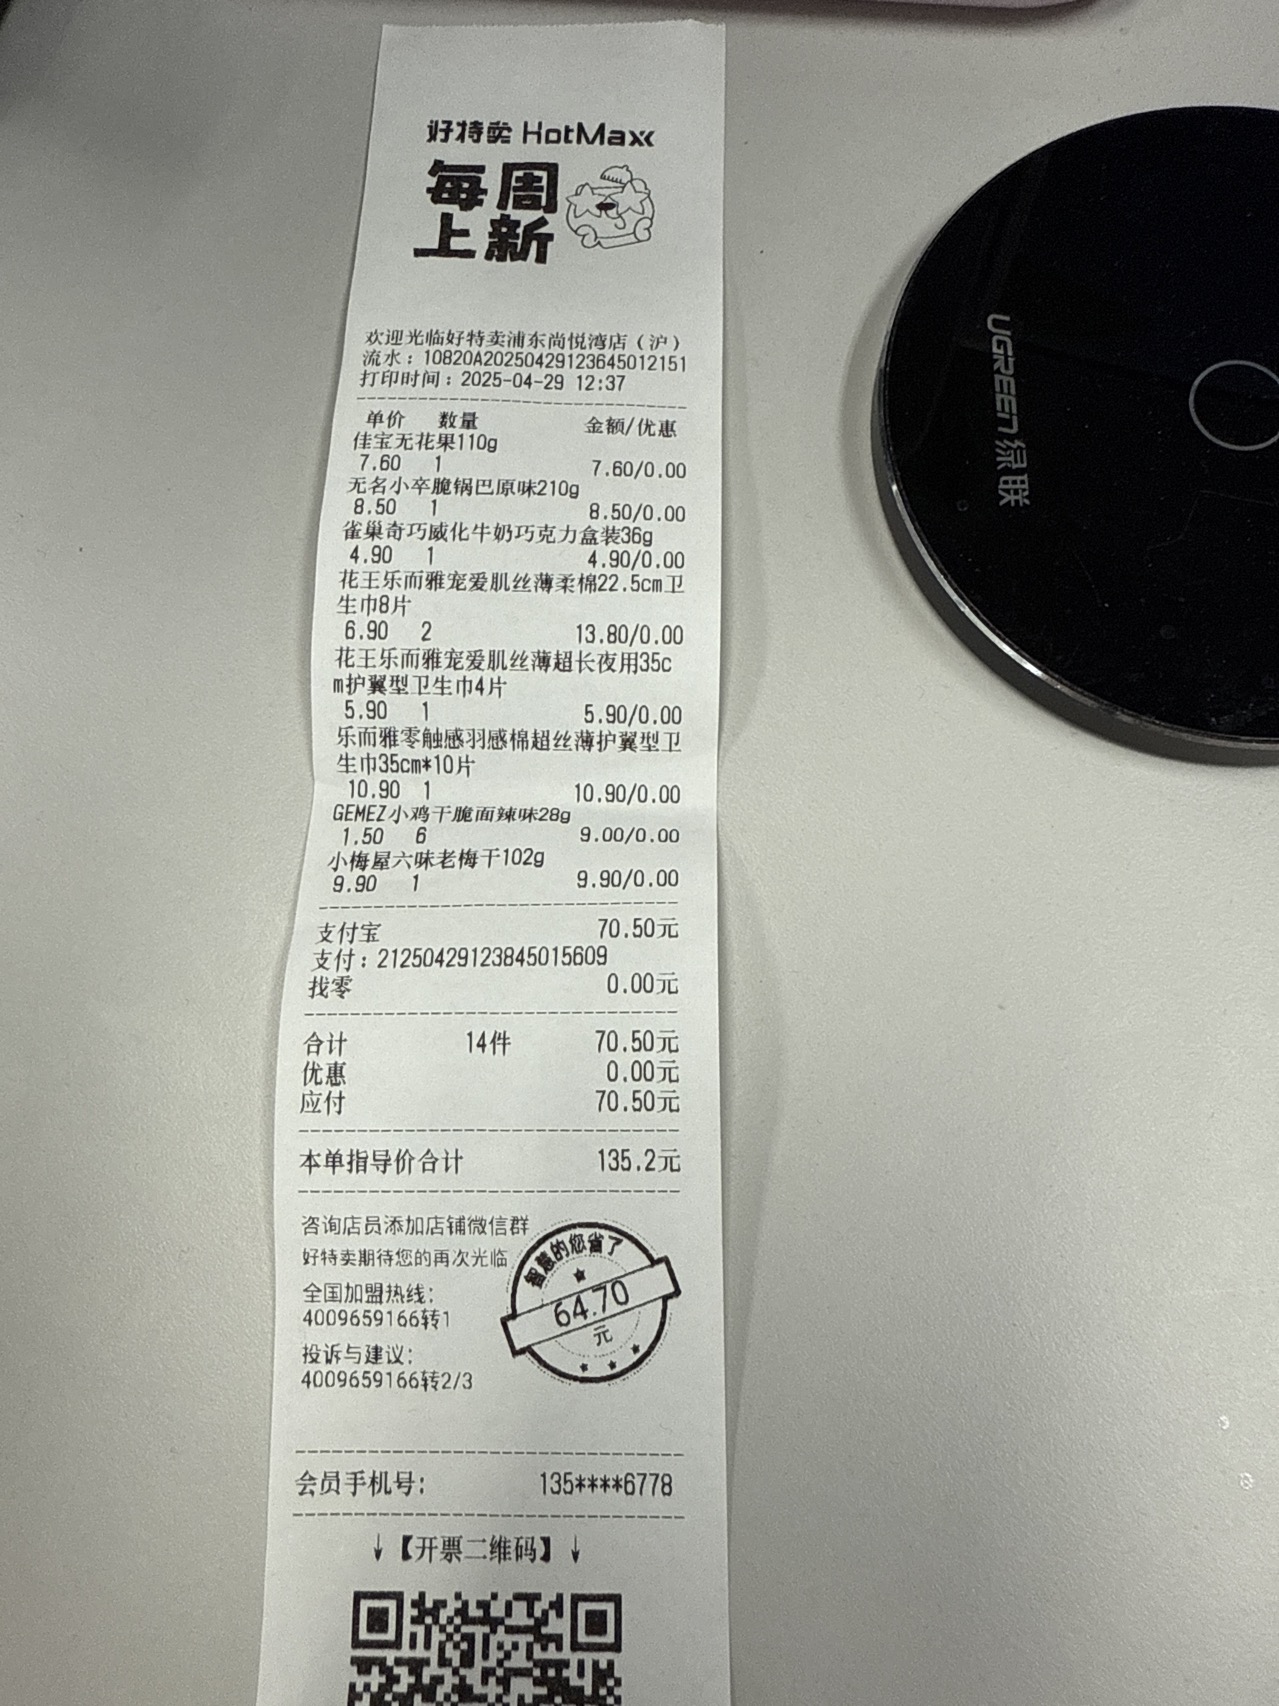 好特卖 HotMaxx
每周
上新
欢迎光临好特卖浦东尚悦湾店（沪）
流水：10820A20250429123645012151
打印时间：2025-04-29 12:37
单价 数量 金额/优惠
佳宝无花果110g
7.60 1 7.60/0.00
无名小卒脆锅巴原味210g
8.50 1 8.50/0.00
雀巢奇巧威化牛奶巧克力盒装36g
4.90 1 4.90/0.00
花王乐而雅宠爱肌丝薄柔棉22.5cm卫
生巾8片
6.90 2 13.80/0.00
花王乐而雅宠爱肌丝薄超长夜用35c
m护翼型卫生巾4片
5.90 1 5.90/0.00
乐而雅零触感羽感棉超丝薄护翼型卫
生巾35cm*10片
10.90 1 10.90/0.00
GEMEZ小鸡干脆面辣味28g
1.50 6 9.00/0.00
小梅屋六味老梅干102g
9.90 1 9.90/0.00
支付宝 70.50元
支付：21250429123845015609
找零 0.00元
合计 14件 70.50元
优惠 0.00元
应付 70.50元
本单指导价合计 135.2元
咨询店员添加店铺微信群
好特卖期待您的再次光临
全国加盟热线：
4009659166转1
投诉与建议：
4009659166转2/3
智慧的您省了
64.70
元
会员手机号： 135****6778
↓【开票二维码】↓
UGREEN绿联